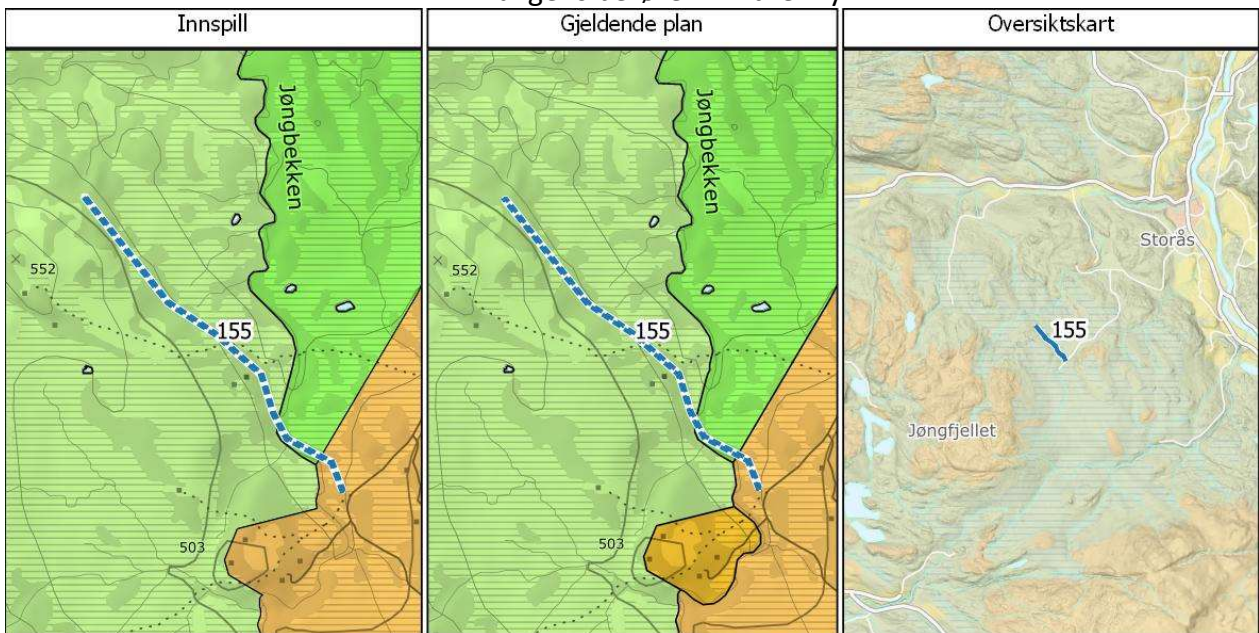 Innspill
Gjeldende plan
Oversiktskart
Jøngbekken
552
155
503
Jøngbekken
552
155
503
Storås
155
Jøngfjellet